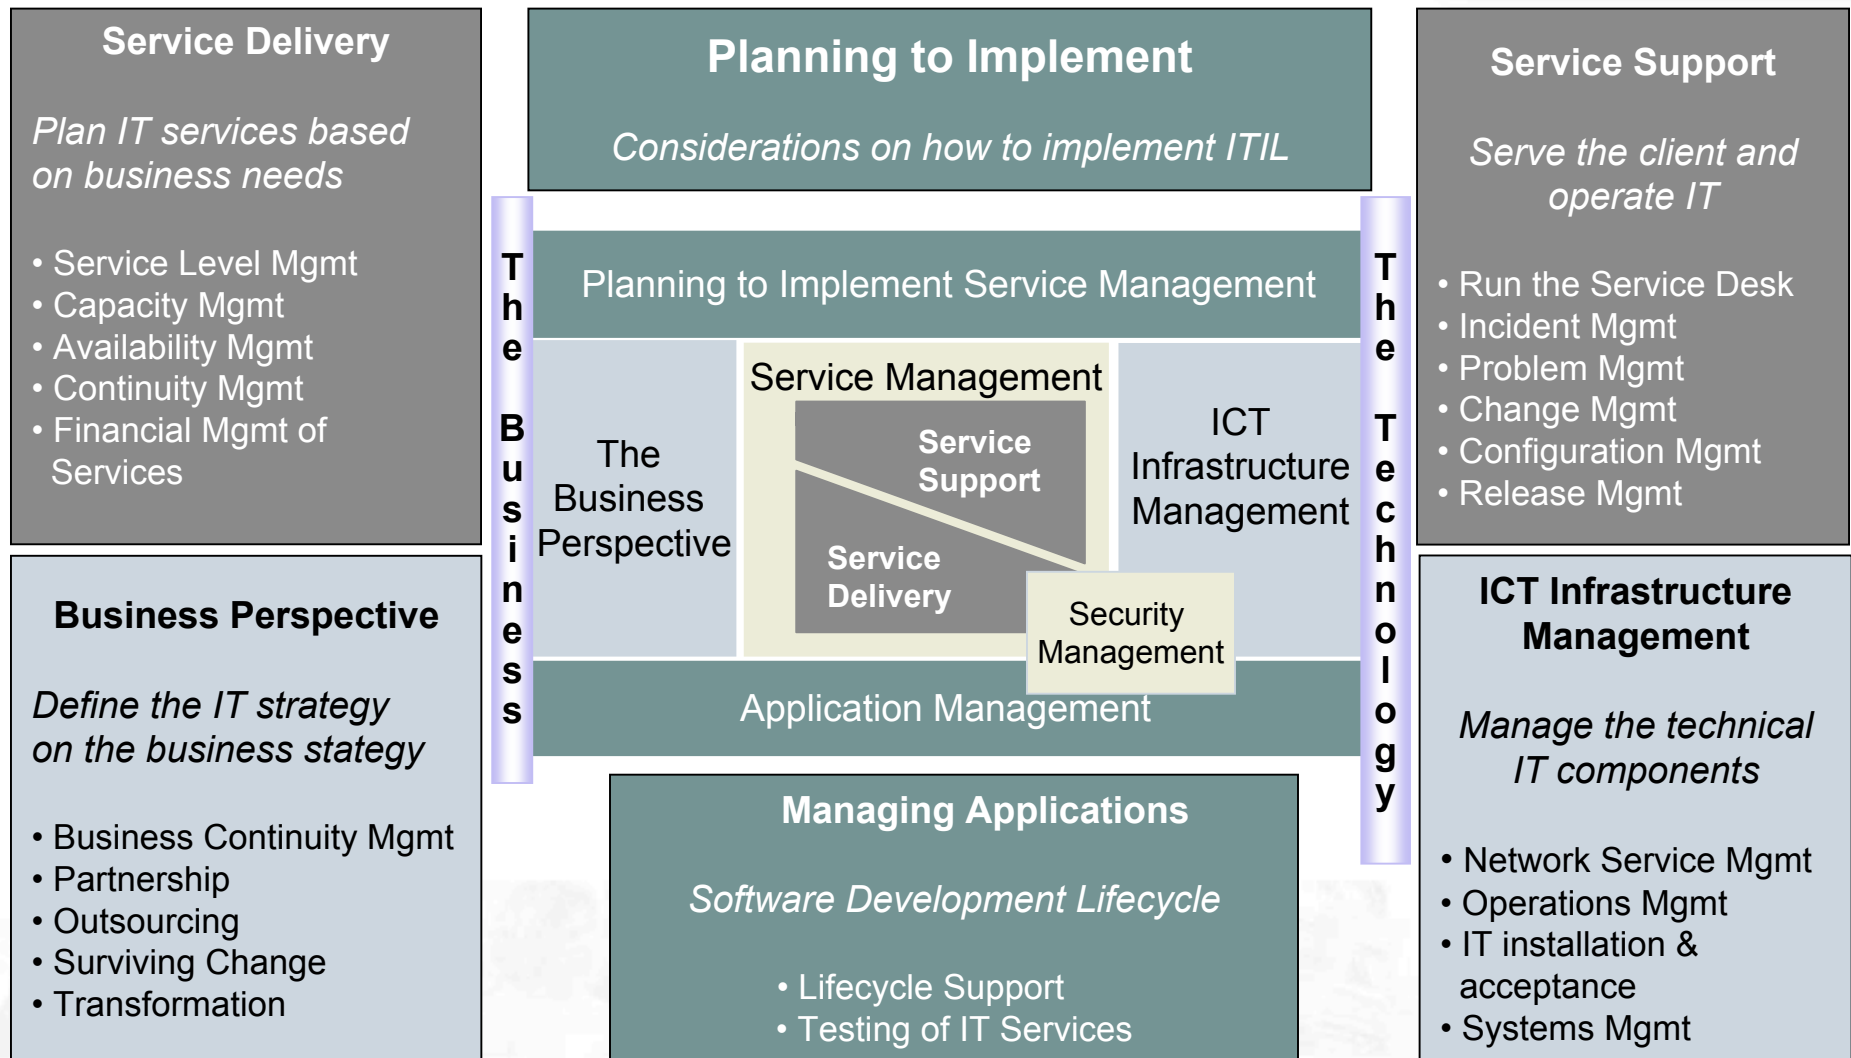 Service Delivery
Plan IT services based
on business needs
• Service Level Mgmt
• Capacity Mgmt
• Availability Mgmt
• Continuity Mgmt
• Financial Mgmt of
Services
Planning to Implement
Considerations on how to implement ITIL
Service Support
Serve the client and
operate IT
• Run the Service Desk
• Incident Mgmt
• Problem Mgmt
• Change Mgmt
• Configuration Mgmt
• Release Mgmt
The Business
Planning to Implement Service Management
The
Business
Perspective
Service Management
Service
Support
Service
Delivery
Security
Management
ICT
Infrastructure
Management
Application Management
The Technology
Business Perspective
Define the IT strategy
on the business stategy
• Business Continuity Mgmt
• Partnership
• Outsourcing
• Surviving Change
• Transformation
Managing Applications
Software Development Lifecycle
• Lifecycle Support
• Testing of IT Services
ICT Infrastructure
Management
Manage the technical
IT components
• Network Service Mgmt
• Operations Mgmt
• IT installation &
acceptance
• Systems Mgmt